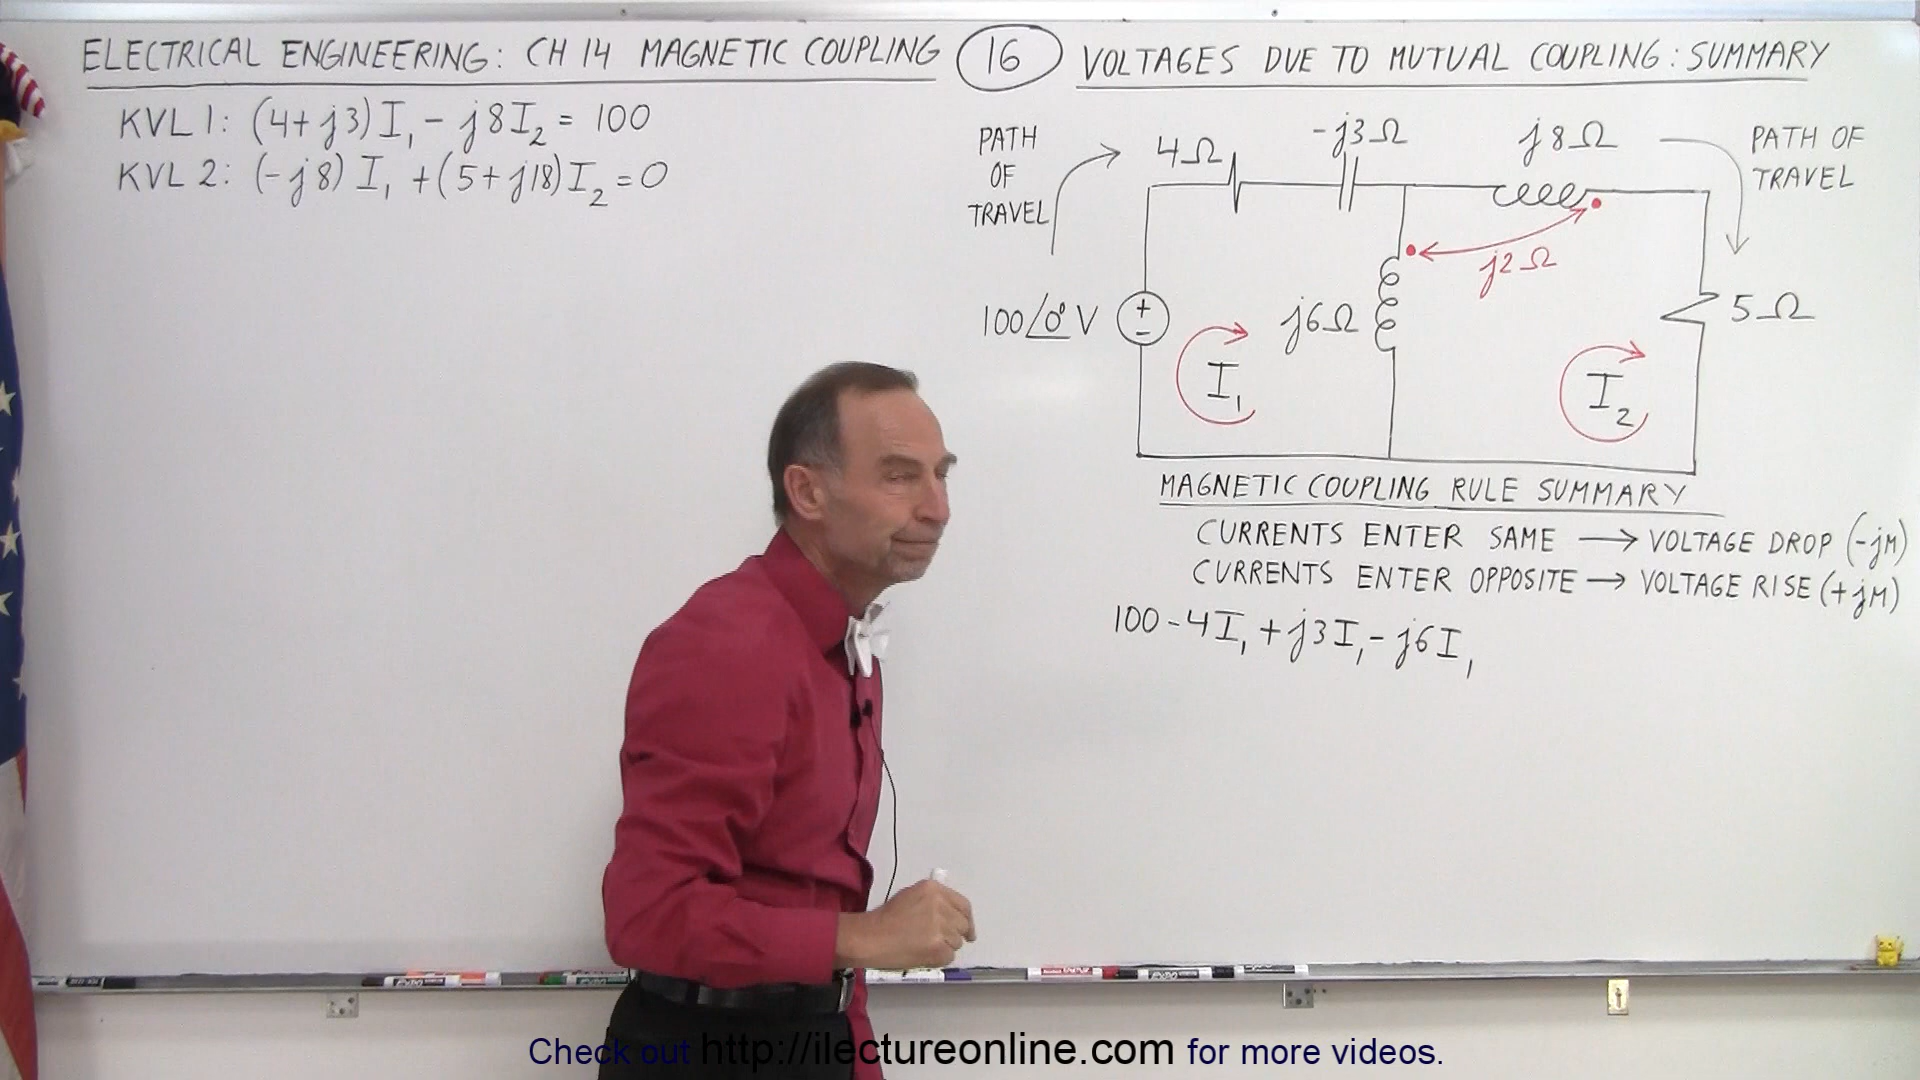 ELECTRICAL ENGINEERING: CH 14 MAGNETIC COUPLING 16 VOLTAGES DUE TO MUTUAL COUPLING: SUMMARY
KVL 1: (4+j3)I₁ - j8I₂ = 100
KVL 2: (-j8) I₁ + (5+j18)I₂ = 0
PATH
OF
TRAVEL
4Ω
-j3Ω
j8Ω
PATH OF
TRAVEL
j2Ω
100∠0° V
+
-
j6Ω
5Ω
I₁
I₂
MAGNETIC COUPLING RULE SUMMARY
CURRENTS ENTER SAME → VOLTAGE DROP (-jM)
CURRENTS ENTER OPPOSITE → VOLTAGE RISE (+jM)
100 - 4I₁ + j3I₁ - j6I₁
Check out http://ilectureonline.com for more videos.